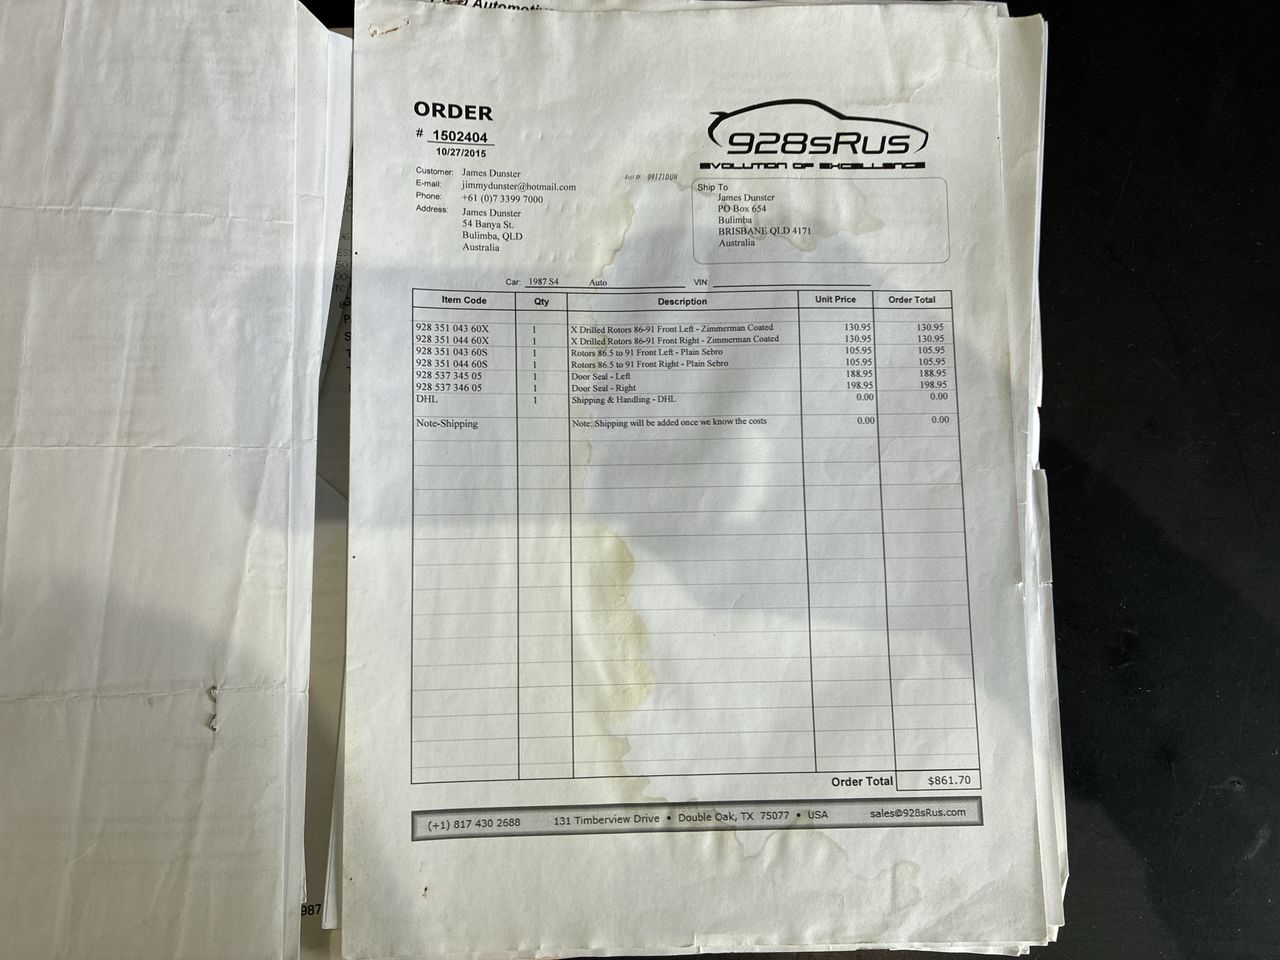 Automotiv
ORDER
# 1502404
10/27/2015
928sRus
EVOLUTION OF EXCELLENCE
Customer: James Dunster
E-mail: jimmydunster@hotmail.com
Phone: +61 (0)7 3399 7000
Address: James Dunster
54 Banya St.
Bulimba, QLD
Australia
Acct # 09171DUN
Ship To
James Dunster
PO Box 654
Bulimba
BRISBANE QLD 4171
Australia
Car: 1987 S4 Auto VIN:
Item Code Qty Description Unit Price Order Total
928 351 043 60X 1 X Drilled Rotors 86-91 Front Left - Zimmerman Coated 130.95 130.95
928 351 044 60X 1 X Drilled Rotors 86-91 Front Right - Zimmerman Coated 130.95 130.95
928 351 043 60S 1 Rotors 86.5 to 91 Front Left - Plain Sebro 105.95 105.95
928 351 044 60S 1 Rotors 86.5 to 91 Front Right - Plain Sebro 105.95 105.95
928 537 345 05 1 Door Seal - Left 188.95 188.95
928 537 346 05 1 Door Seal - Right 198.95 198.95
DHL 1 Shipping & Handling - DHL 0.00 0.00
Note-Shipping Note: Shipping will be added once we know the costs 0.00 0.00
Order Total $861.70
(+1) 817 430 2688 131 Timberview Drive • Double Oak, TX 75077 • USA sales@928sRus.com
987